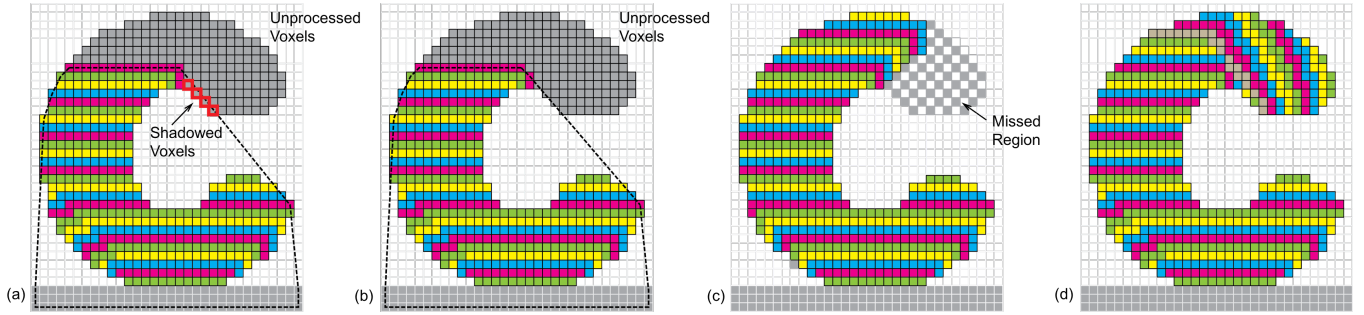 Unprocessed
Voxels
Shadowed
Voxels
(a)
Unprocessed
Voxels
(b)
Missed
Region
(c)
(d)